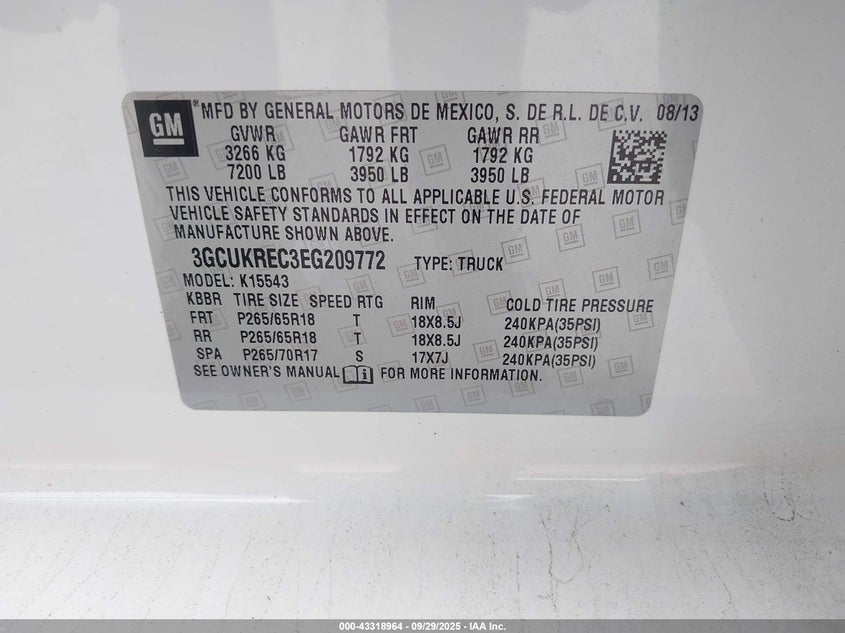 GM
® MFD BY GENERAL MOTORS DE MEXICO, S. DE R.L. DE C.V. 08/13
GVWR GAWR FRT GAWR RR
3266 KG 1792 KG 1792 KG
7200 LB 3950 LB 3950 LB
THIS VEHICLE CONFORMS TO ALL APPLICABLE U.S. FEDERAL MOTOR
VEHICLE SAFETY STANDARDS IN EFFECT ON THE DATE OF
MANUFACTURE SHOWN ABOVE.
3GCUKREC3EG209772 TYPE: TRUCK
MODEL: K15543
KBBR TIRE SIZE SPEED RTG RIM COLD TIRE PRESSURE
FRT P265/65R18 T 18X8.5J 240KPA(35PSI)
RR P265/65R18 T 18X8.5J 240KPA(35PSI)
SPA P265/70R17 S 17X7J 240KPA(35PSI)
SEE OWNER'S MANUAL FOR MORE INFORMATION.
000-43318964 - 09/29/2025 - IAA Inc.